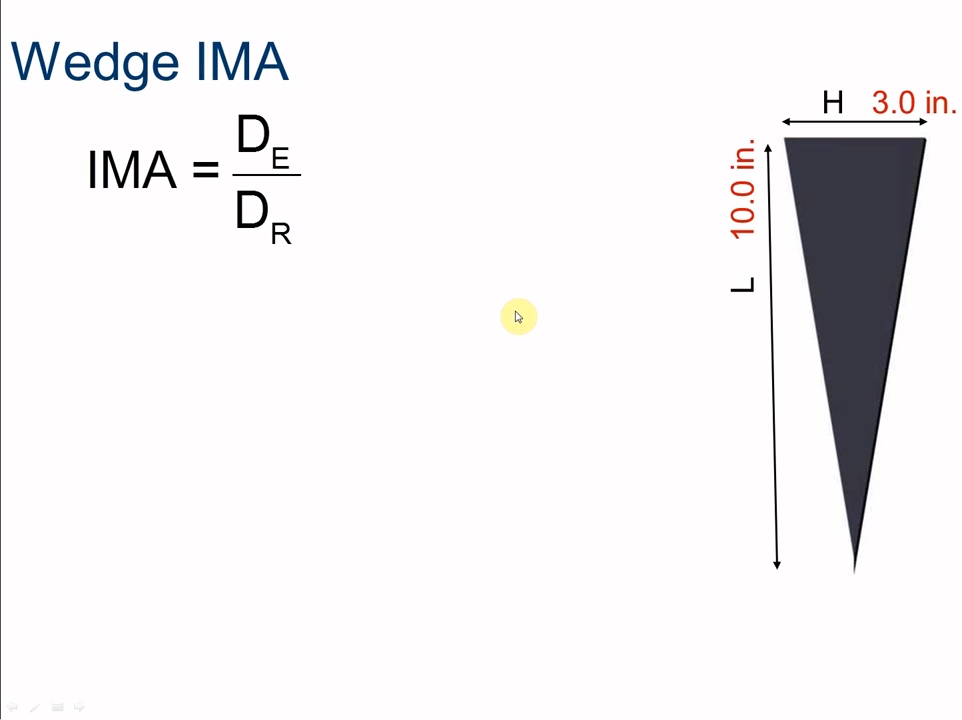 Wedge IMA
H 3.0 in.
IMA = D_E / D_R
L 10.0 in.